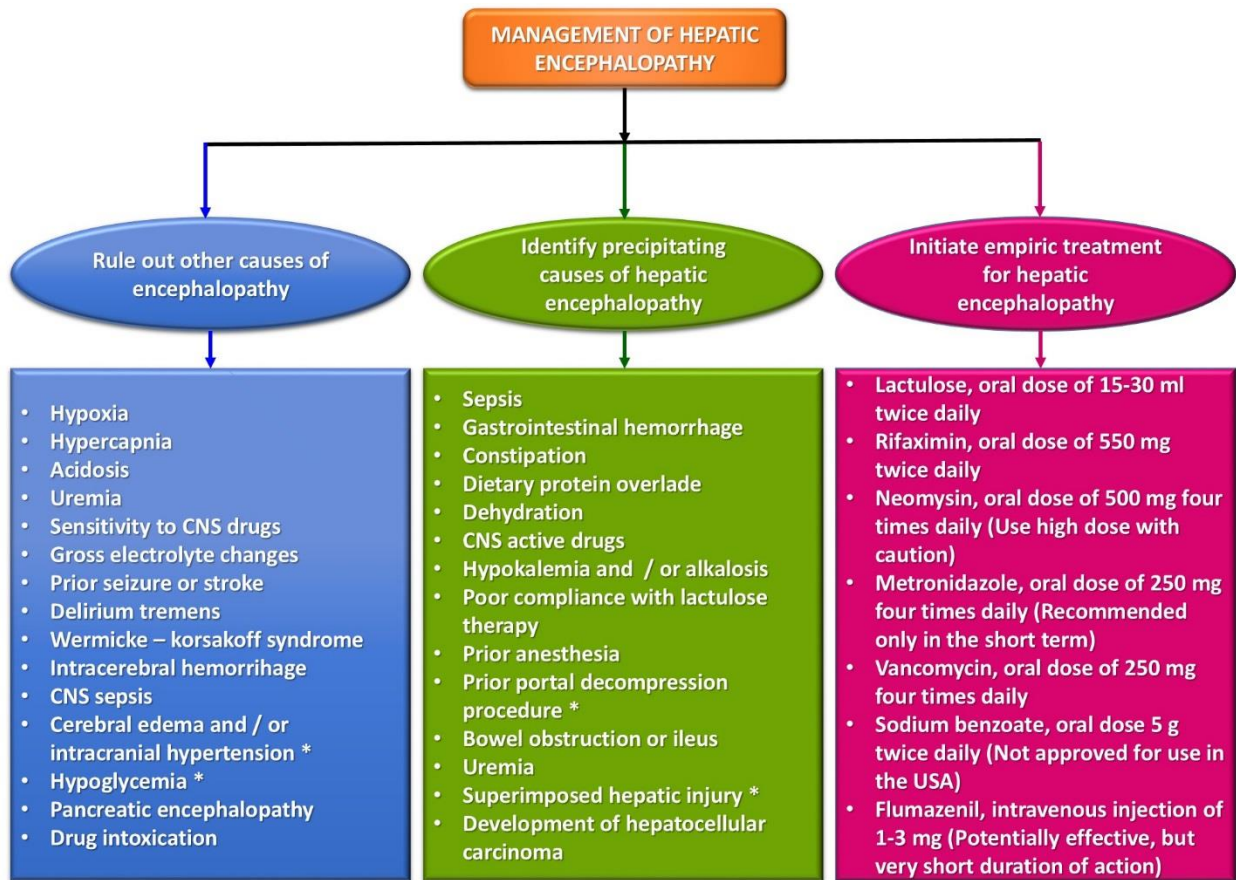 MANAGEMENT OF HEPATIC
ENCEPHALOPATHY
Rule out other causes of
encephalopathy
Identify precipitating
causes of hepatic
encephalopathy
Initiate empiric treatment
for hepatic
encephalopathy
• Hypoxia
• Hypercapnia
• Acidosis
• Uremia
• Sensitivity to CNS drugs
• Gross electrolyte changes
• Prior seizure or stroke
• Delirium tremens
• Wermicke – korsakoff syndrome
• Intracerebral hemorrihage
• CNS sepsis
• Cerebral edema and / or
intracranial hypertension *
• Hypoglycemia *
• Pancreatic encephalopathy
• Drug intoxication
• Sepsis
• Gastrointestinal hemorrhage
• Constipation
• Dietary protein overlade
• Dehydration
• CNS active drugs
• Hypokalemia and / or alkalosis
• Poor compliance with lactulose
therapy
• Prior anesthesia
• Prior portal decompression
procedure *
• Bowel obstruction or ileus
• Uremia
• Superimposed hepatic injury *
• Development of hepatocellular
carcinoma
• Lactulose, oral dose of 15-30 ml
twice daily
• Rifaximin, oral dose of 550 mg
twice daily
• Neomysin, oral dose of 500 mg four
times daily (Use high dose with
caution)
• Metronidazole, oral dose of 250 mg
four times daily (Recommended
only in the short term)
• Vancomycin, oral dose of 250 mg
four times daily
• Sodium benzoate, oral dose 5 g
twice daily (Not approved for use in
the USA)
• Flumazenil, intravenous injection of
1-3 mg (Potentially effective, but
very short duration of action)